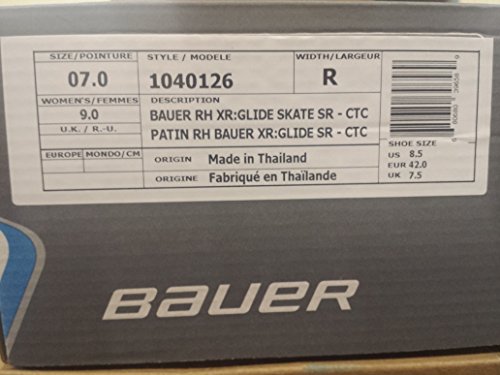 SIZE/POINTURE
07.0
STYLE / MODELE
1040126
WIDTH/LARGEUR
R
WOMEN'S/FEMMES
9.0
U.K. / R.-U.
DESCRIPTION
BAUER RH XR:GLIDE SKATE SR - CTC
PATIN RH BAUER XR:GLIDE SR - CTC
EUROPE MONDO/CM
ORIGIN Made in Thailand
ORIGINE Fabriqué en Thaïlande
SHOE SIZE
US 8.5
EUR 42.0
UK 7.5
BAUER